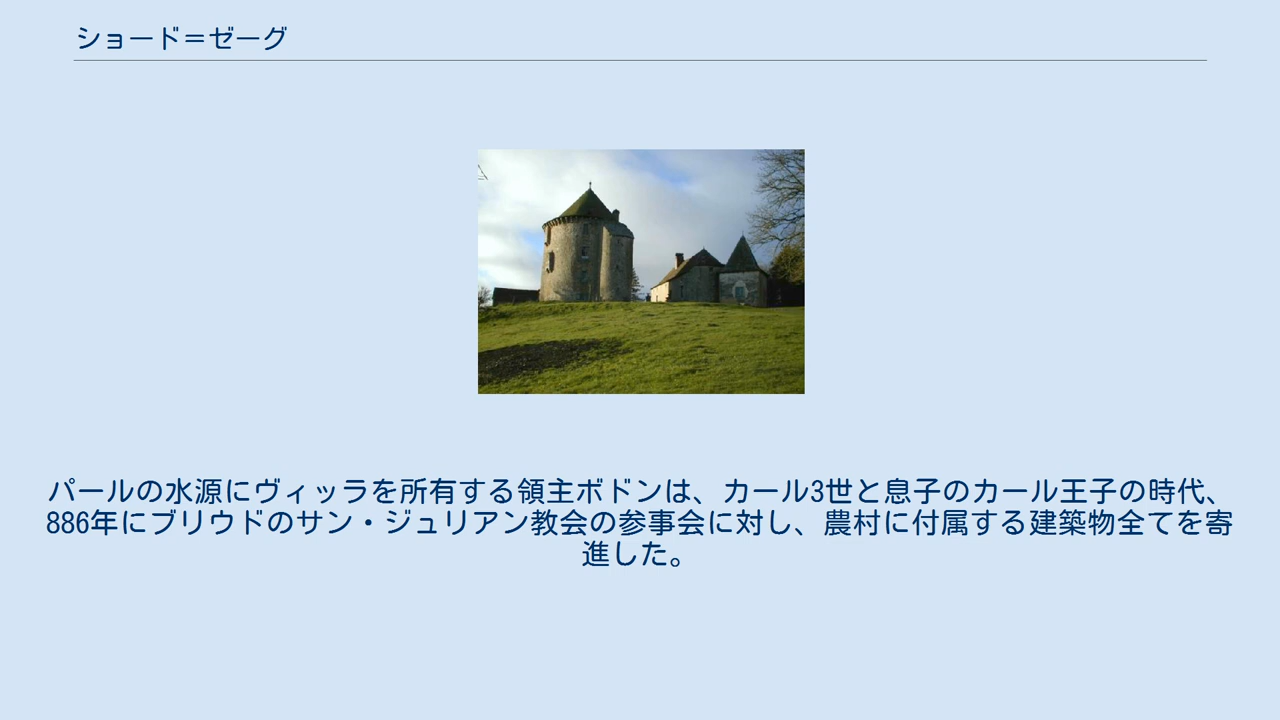 ショード＝ゼーグ
パールの水源にヴィッラを所有する領主ボドンは、カール3世と息子のカール王子の時代、
886年にブリウドのサン・ジュリアン教会の参事会に対し、農村に付属する建築物全てを寄
進した。